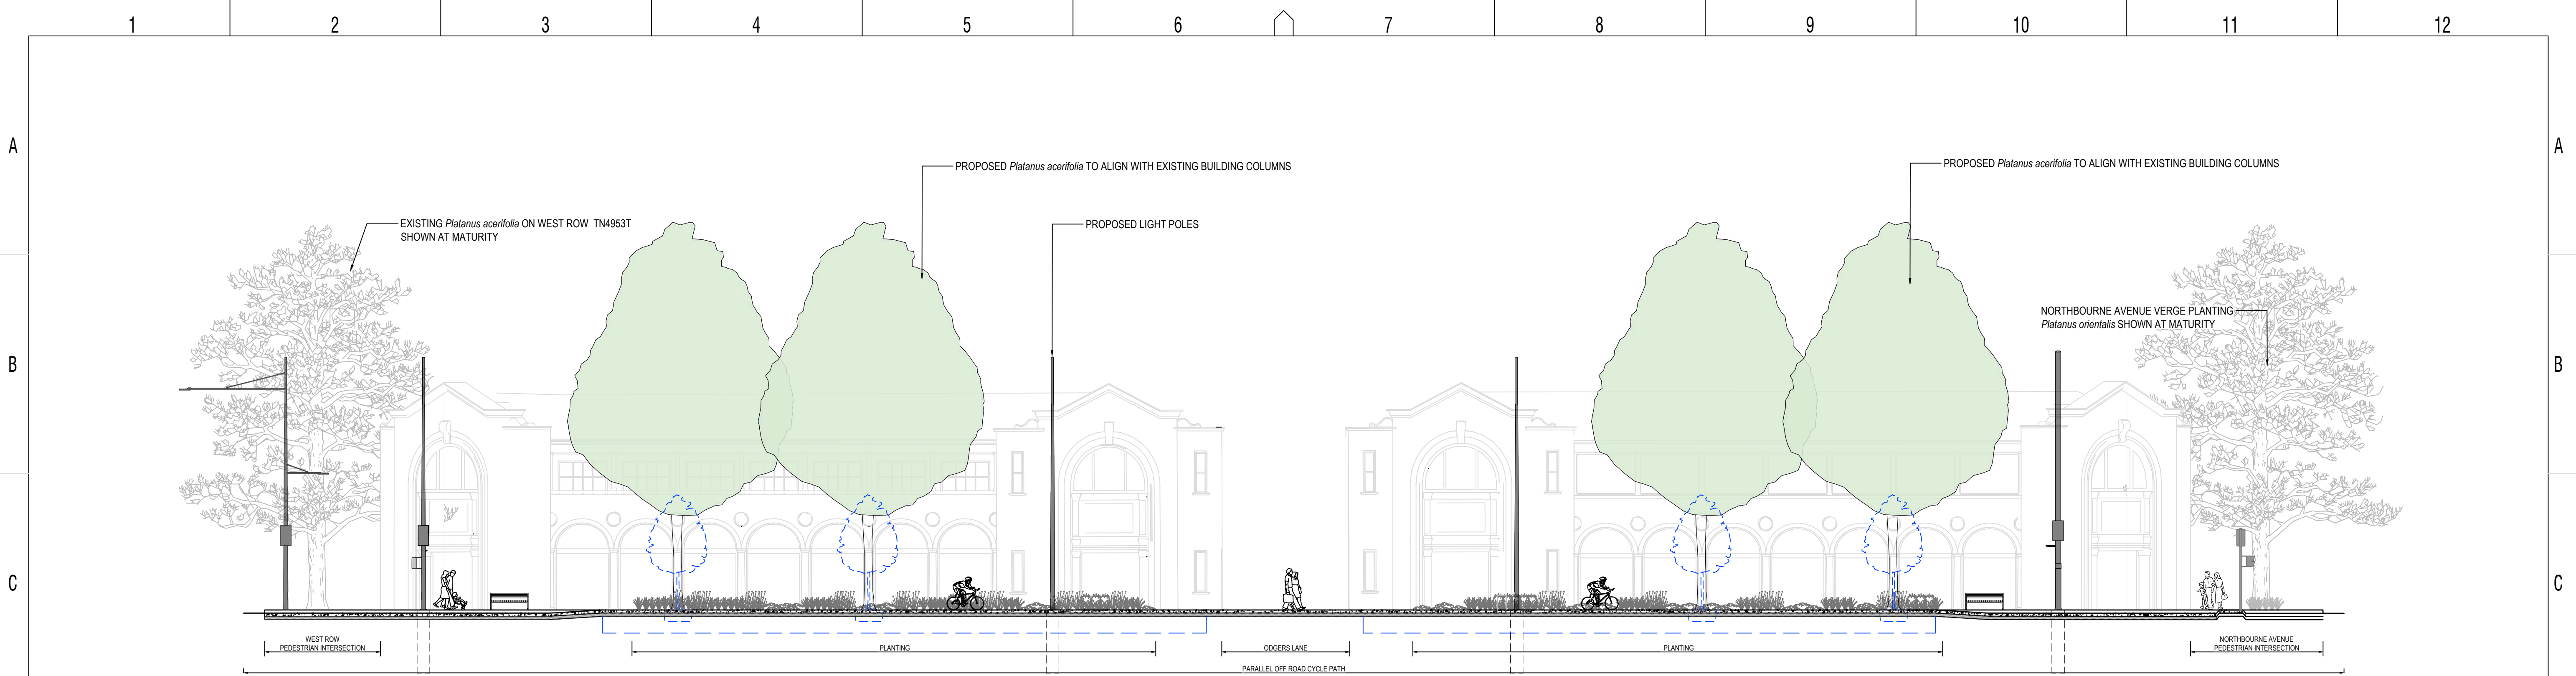 1 2 3 4 5 6 7 8 9 10 11 12
A
A
PROPOSED Platanus acerifolia TO ALIGN WITH EXISTING BUILDING COLUMNS
PROPOSED Platanus acerifolia TO ALIGN WITH EXISTING BUILDING COLUMNS
EXISTING Platanus acerifolia ON WEST ROW TN4953T
SHOWN AT MATURITY
PROPOSED LIGHT POLES
NORTHBOURNE AVENUE VERGE PLANTING
Platanus orientalis SHOWN AT MATURITY
B
B
C
C
WEST ROW
PEDESTRIAN INTERSECTION
PLANTING
ODGERS LANE
PLANTING
NORTHBOURNE AVENUE
PEDESTRIAN INTERSECTION
PARALLEL OFF ROAD CYCLE PATH